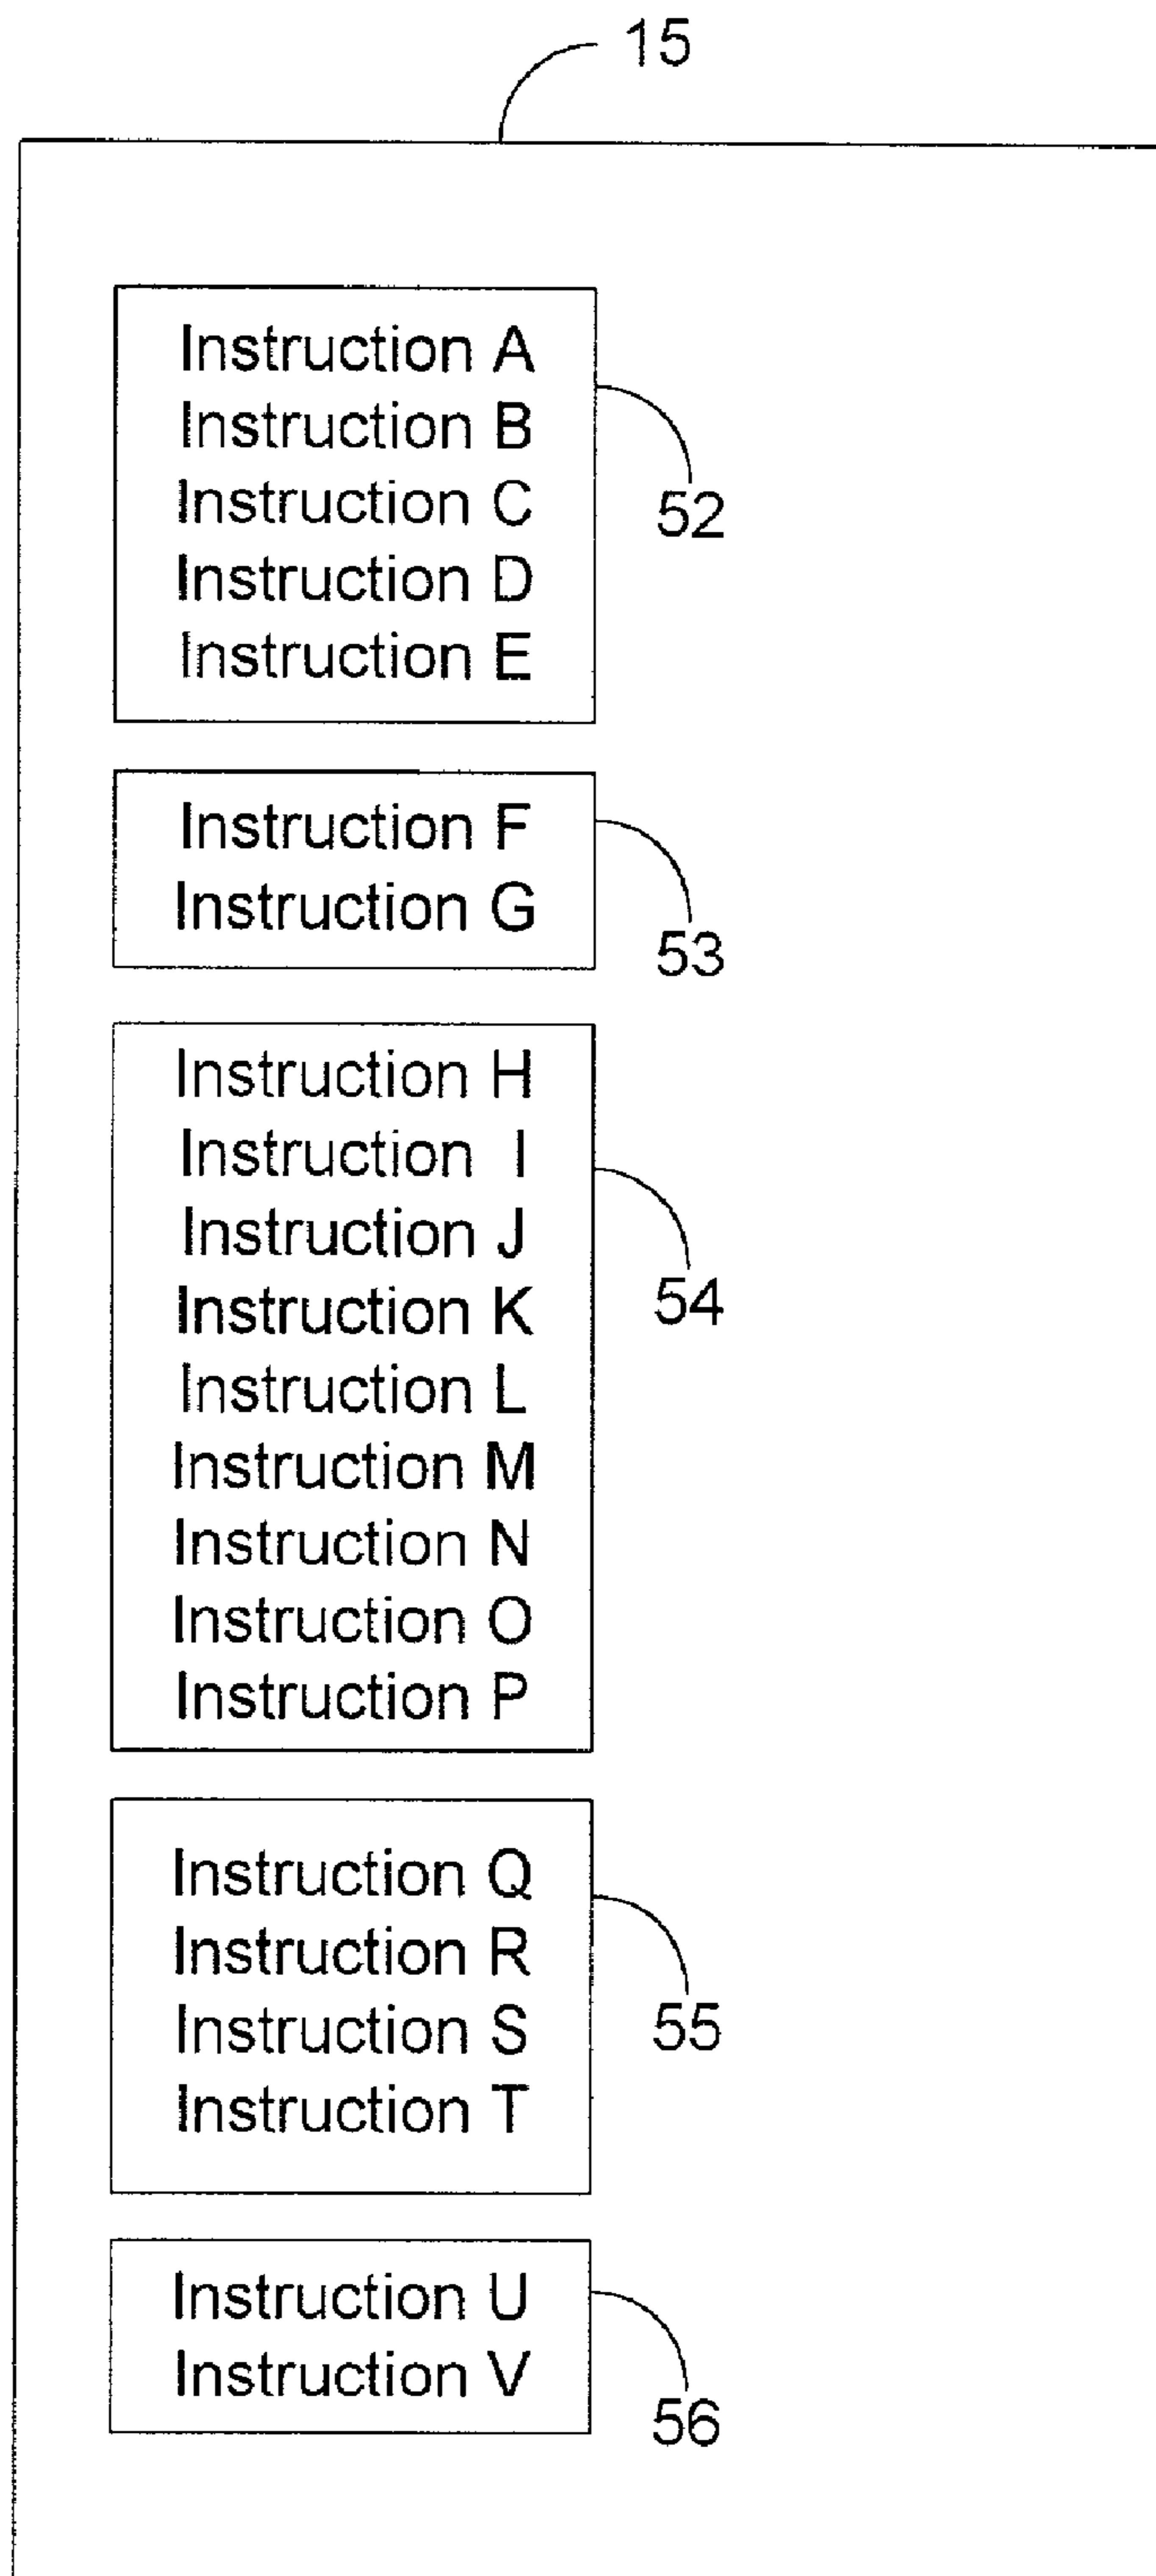 15
Instruction A
Instruction B
Instruction C
Instruction D
Instruction E
52
Instruction F
Instruction G
53
Instruction H
Instruction I
Instruction J
Instruction K
Instruction L
Instruction M
Instruction N
Instruction O
Instruction P
54
Instruction Q
Instruction R
Instruction S
Instruction T
55
Instruction U
Instruction V
56